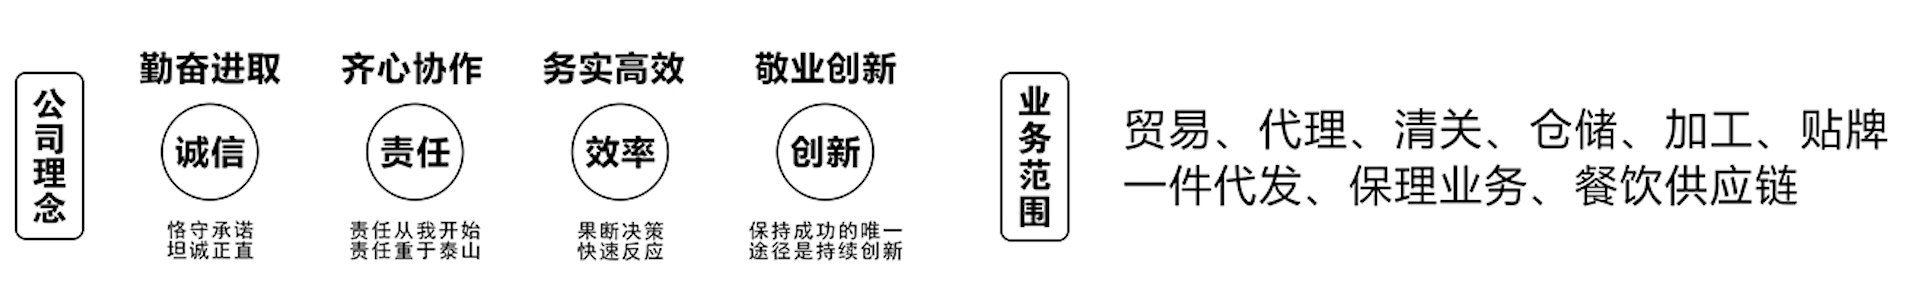 公司理念
勤奋进取
诚信
恪守承诺
坦诚正直
齐心协作
责任
责任从我开始
责任重于泰山
务实高效
效率
果断决策
快速反应
敬业创新
创新
保持成功的唯一
途径是持续创新
业务范围
贸易、代理、清关、仓储、加工、贴牌
一件代发、保理业务、餐饮供应链